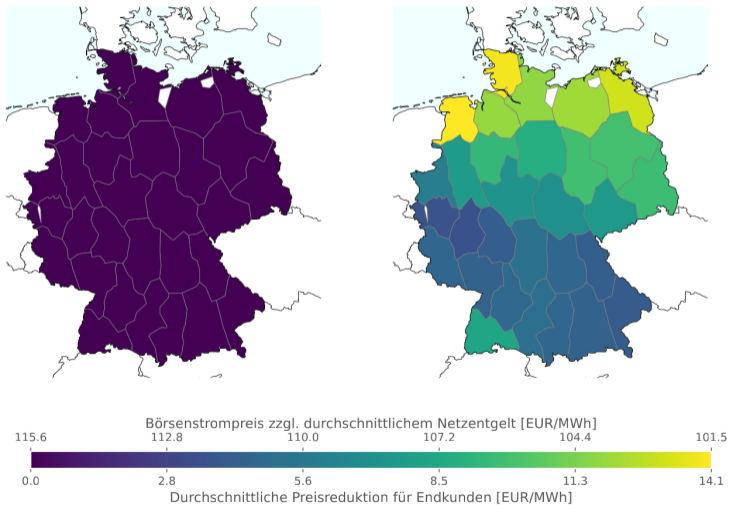 Börsenstrompreis zzgl. durchschnittlichem Netzentgelt [EUR/MWh]
115.6 112.8 110.0 107.2 104.4 101.5
0.0 2.8 5.6 8.5 11.3 14.1
Durchschnittliche Preisreduktion für Endkunden [EUR/MWh]